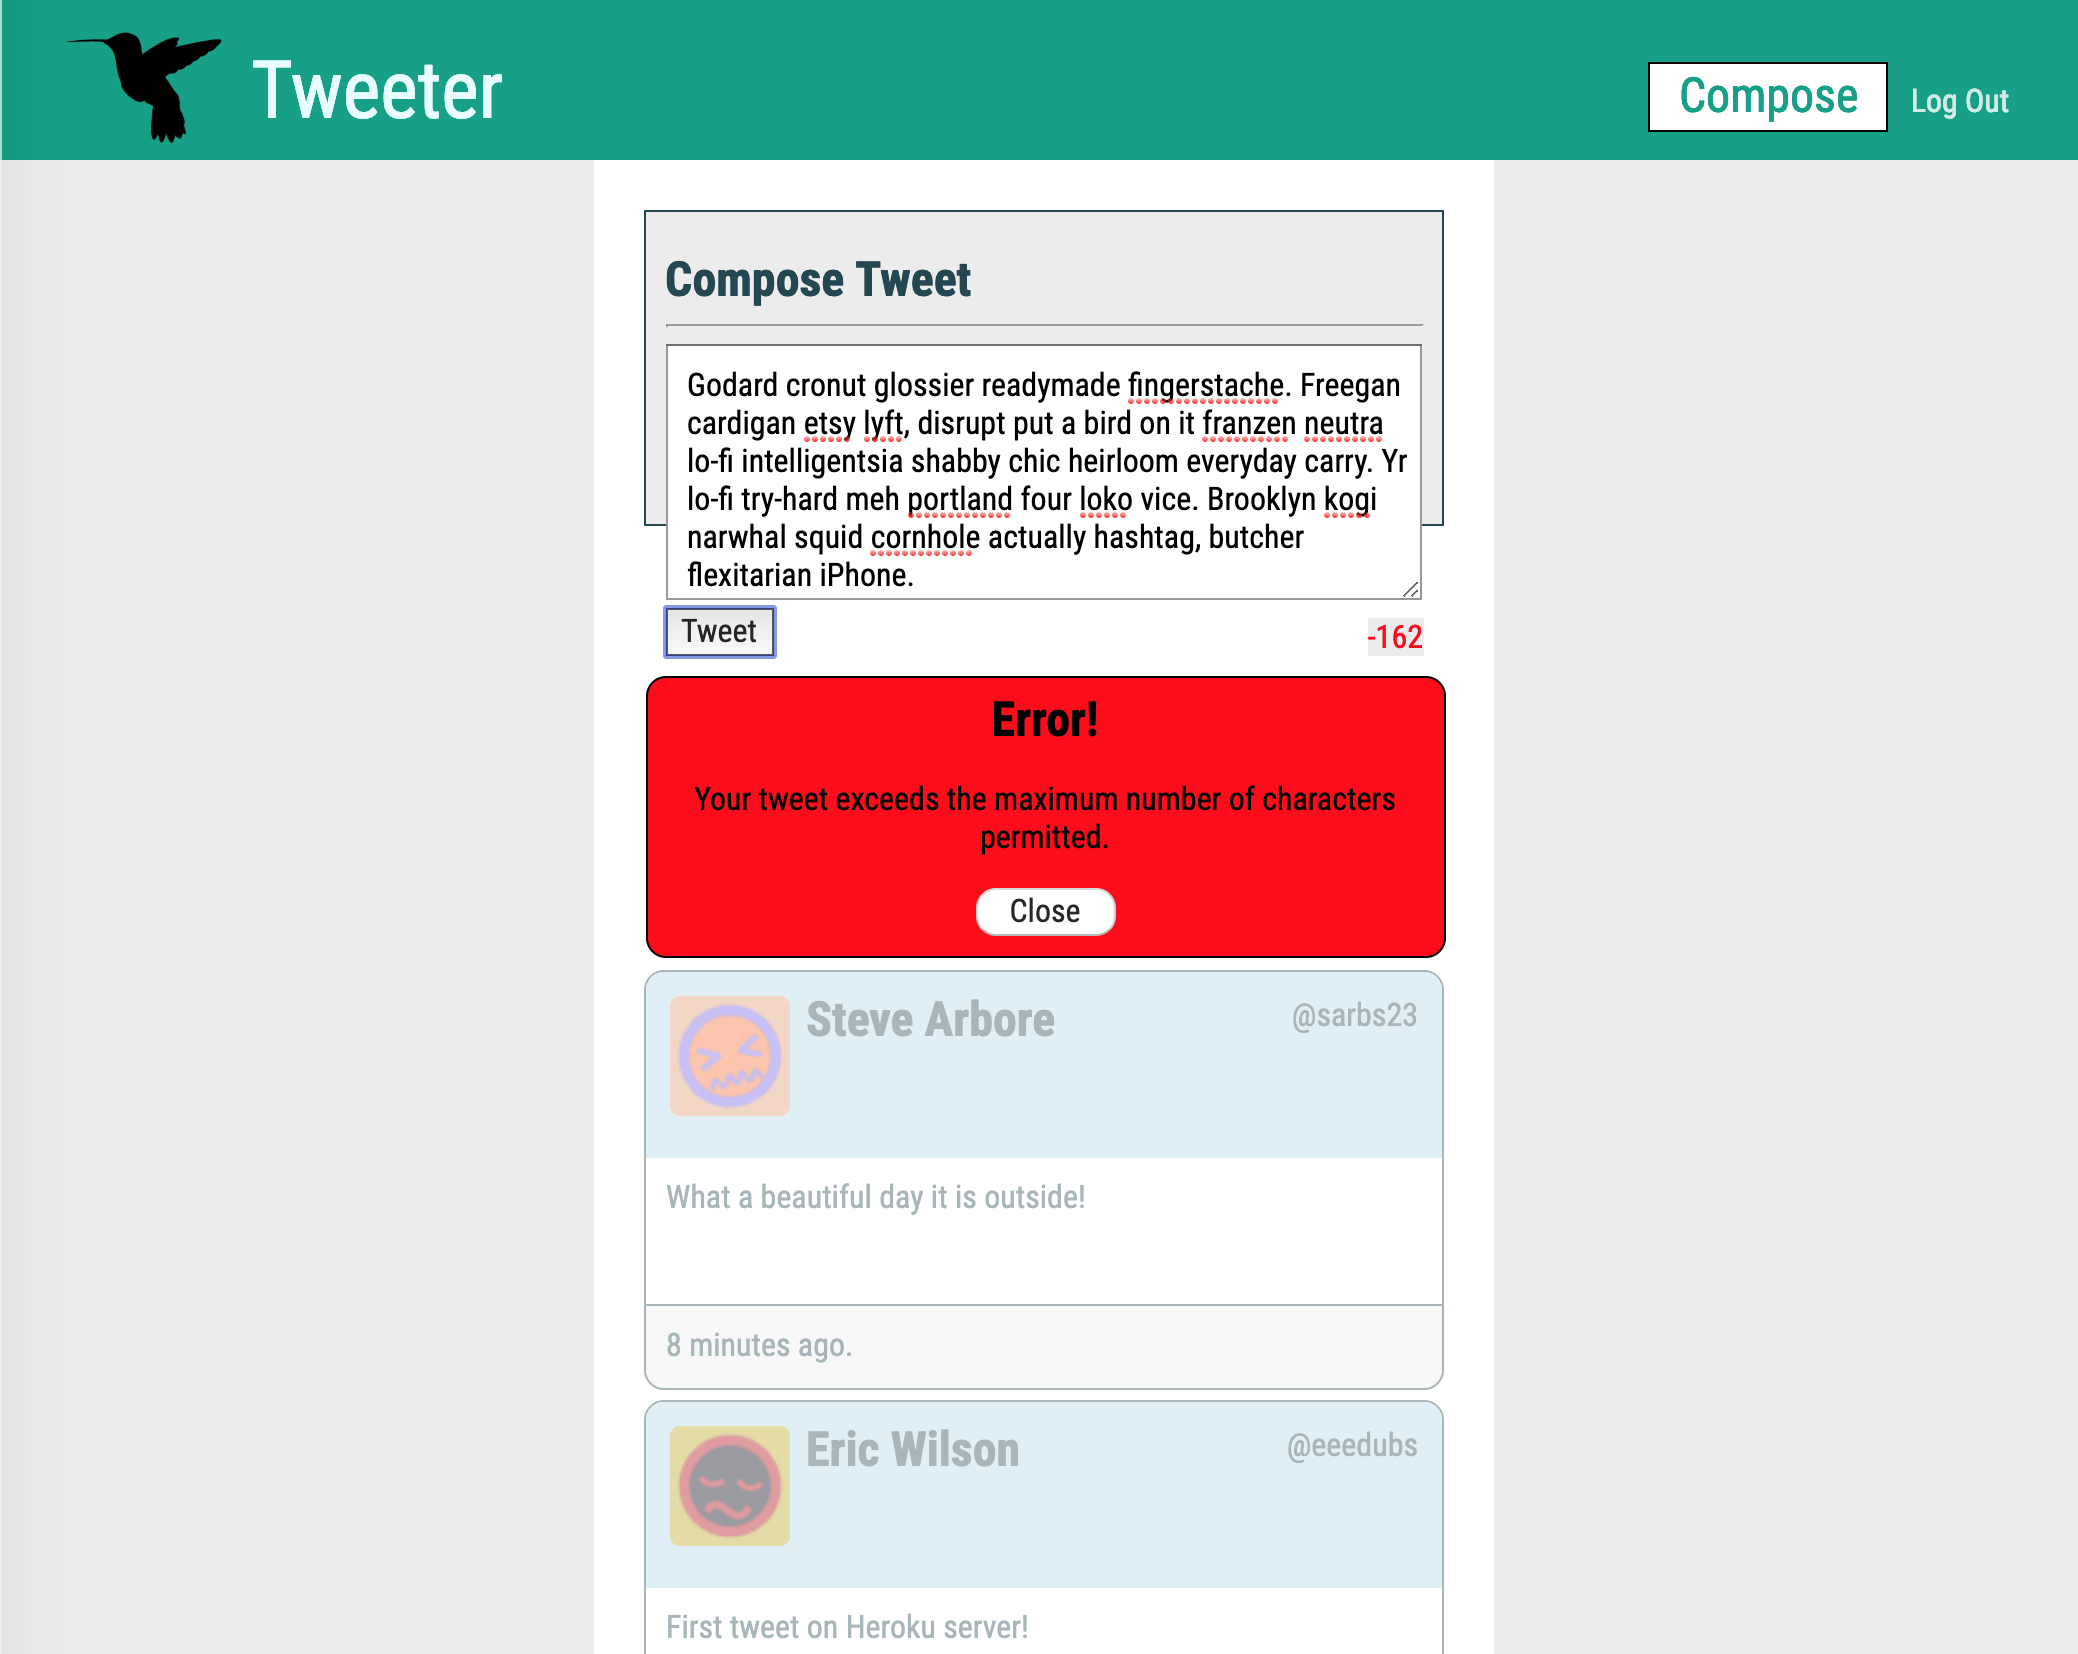 Tweeter
Compose
Log Out
Compose Tweet
Godard cronut glossier readymade fingerstache. Freegan
cardigan etsy lyft, disrupt put a bird on it franzen neutra
lo-fi intelligentsia shabby chic heirloom everyday carry. Yr
lo-fi try-hard meh portland four loko vice. Brooklyn kogi
narwhal squid cornhole actually hashtag, butcher
flexitarian iPhone.
Tweet
-162
Error!
Your tweet exceeds the maximum number of characters
permitted.
Close
Steve Arbore
@sarbs23
What a beautiful day it is outside!
8 minutes ago.
Eric Wilson
@eeedubs
First tweet on Heroku server!